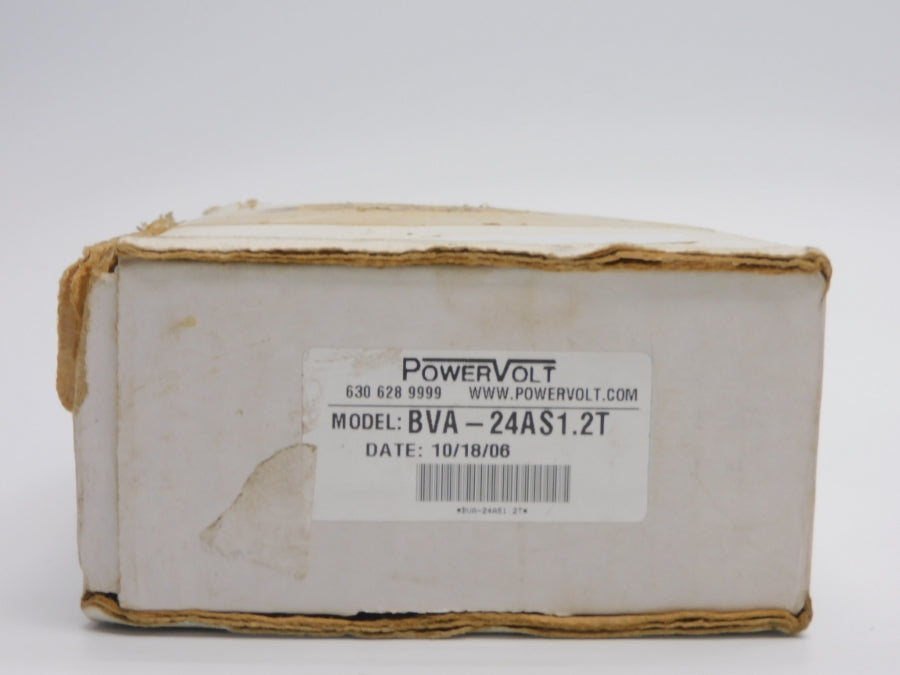 POWERVOLT
630 628 9999 WWW.POWERVOLT.COM
MODEL: BVA-24AS1.2T
DATE: 10/18/06
*BVA-24AS1.2T*